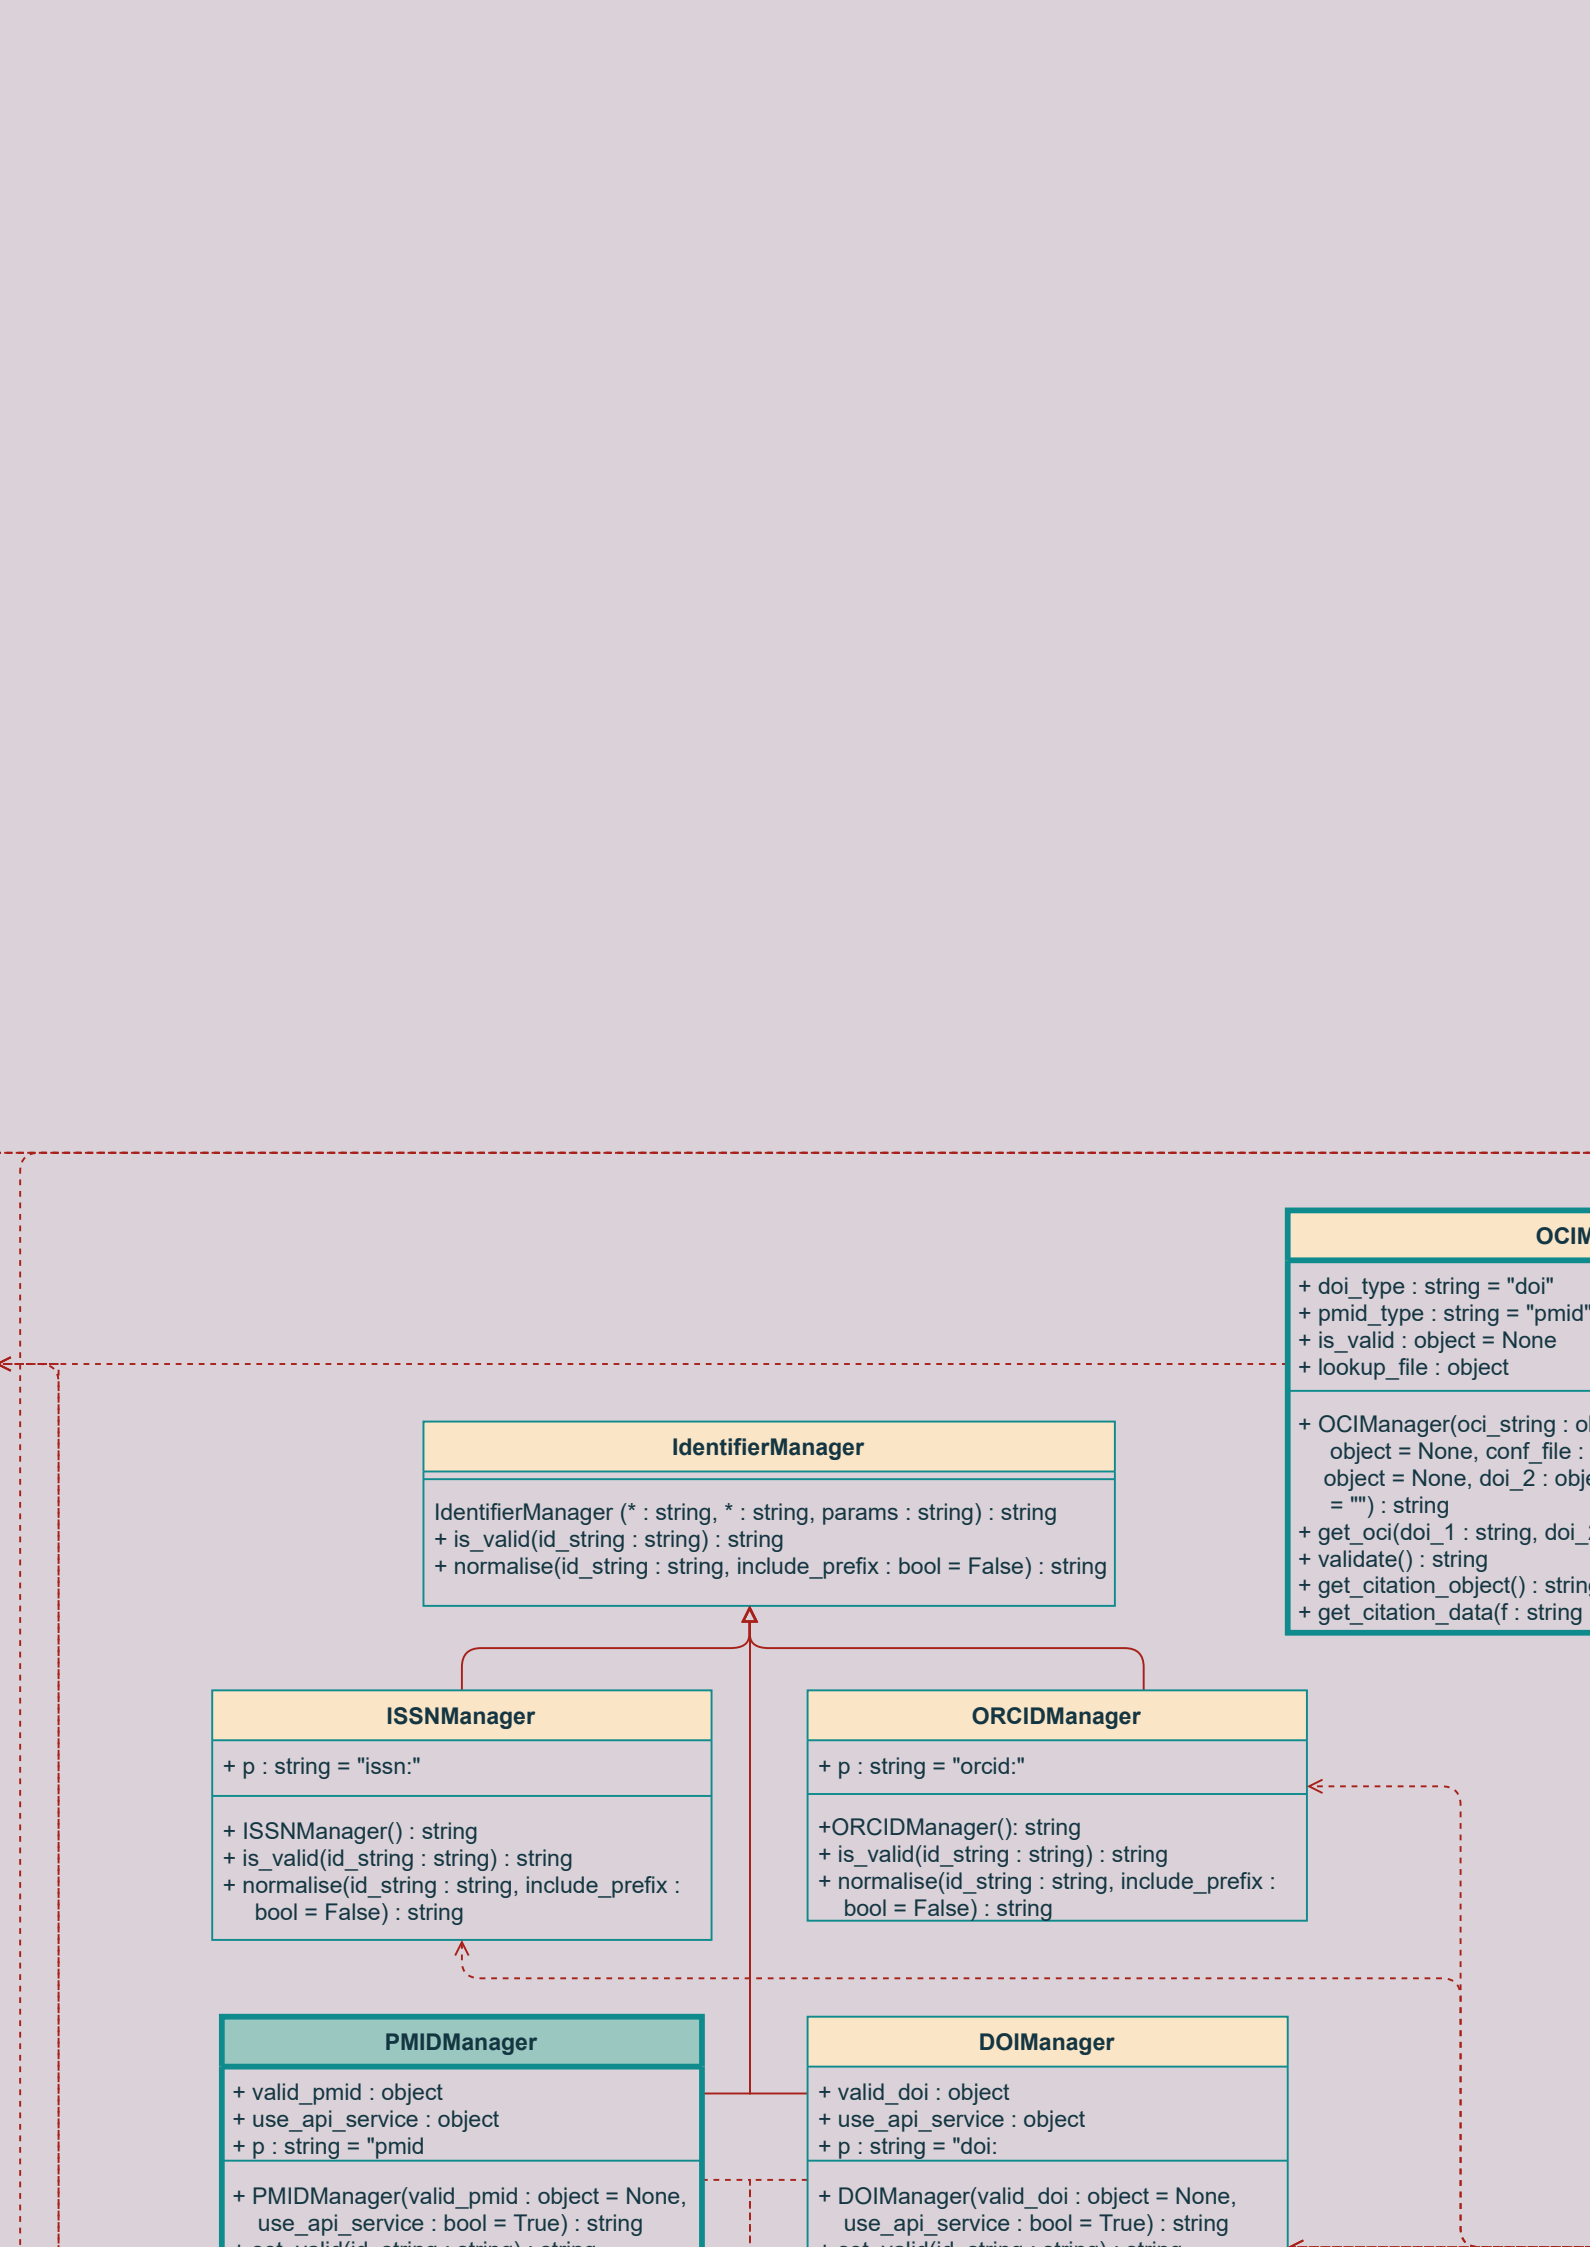 OCIM
+ doi_type : string = "doi"
+ pmid_type : string = "pmid"
+ is_valid : object = None
+ lookup_file : object
+ OCIManager(oci_string :
object = None, conf_file :
object = None, doi_2 :
= "") : string
+ get_oci(doi_1 : string,
+ validate() : string
+ get_citation_object() : string
+ get_citation_data(f : string
IdentifierManager
IdentifierManager (* : string, * : string, params : string) : string
+ is_valid(id_string : string) : string
+ normalise(id_string : string, include_prefix : bool = False) : string
ISSNManager
+ p : string = "issn:"
+ ISSNManager() : string
+ is_valid(id_string : string) : string
+ normalise(id_string : string, include_prefix :
bool = False) : string
ORCIDManager
+ p : string = "orcid:"
+ORCIDManager(): string
+ is_valid(id_string : string) : string
+ normalise(id_string : string, include_prefix :
bool = False) : string
PMIDManager
+ valid_pmid : object
+ use_api_service : object
+ p : string = "pmid
+ PMIDManager(valid_pmid : object = None,
use_api_service : bool = True) : string
DOIManager
+ valid_doi : object
+ use_api_service : object
+ p : string = "doi:
+ DOIManager(valid_doi : object = None,
use_api_service : bool = True) : string